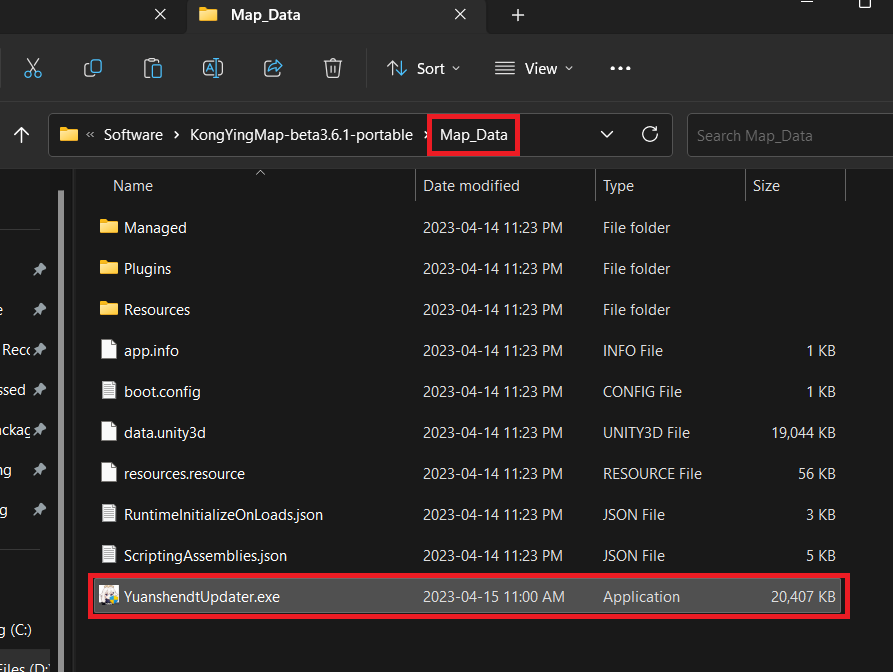 Map_Data
Sort View
Software KongYingMap-beta3.6.1-portable Map_Data Search Map_Data
Name Date modified Type Size
Managed 2023-04-14 11:23 PM File folder
Plugins 2023-04-14 11:23 PM File folder
Resources 2023-04-14 11:23 PM File folder
app.info 2023-04-14 11:23 PM INFO File 1 KB
boot.config 2023-04-14 11:23 PM CONFIG File 1 KB
data.unity3d 2023-04-14 11:23 PM UNITY3D File 19,044 KB
resources.resource 2023-04-14 11:23 PM RESOURCE File 56 KB
RuntimeInitializeOnLoads.json 2023-04-14 11:23 PM JSON File 3 KB
ScriptingAssemblies.json 2023-04-14 11:23 PM JSON File 5 KB
YuanshendtUpdater.exe 2023-04-15 11:00 AM Application 20,407 KB
(C:)